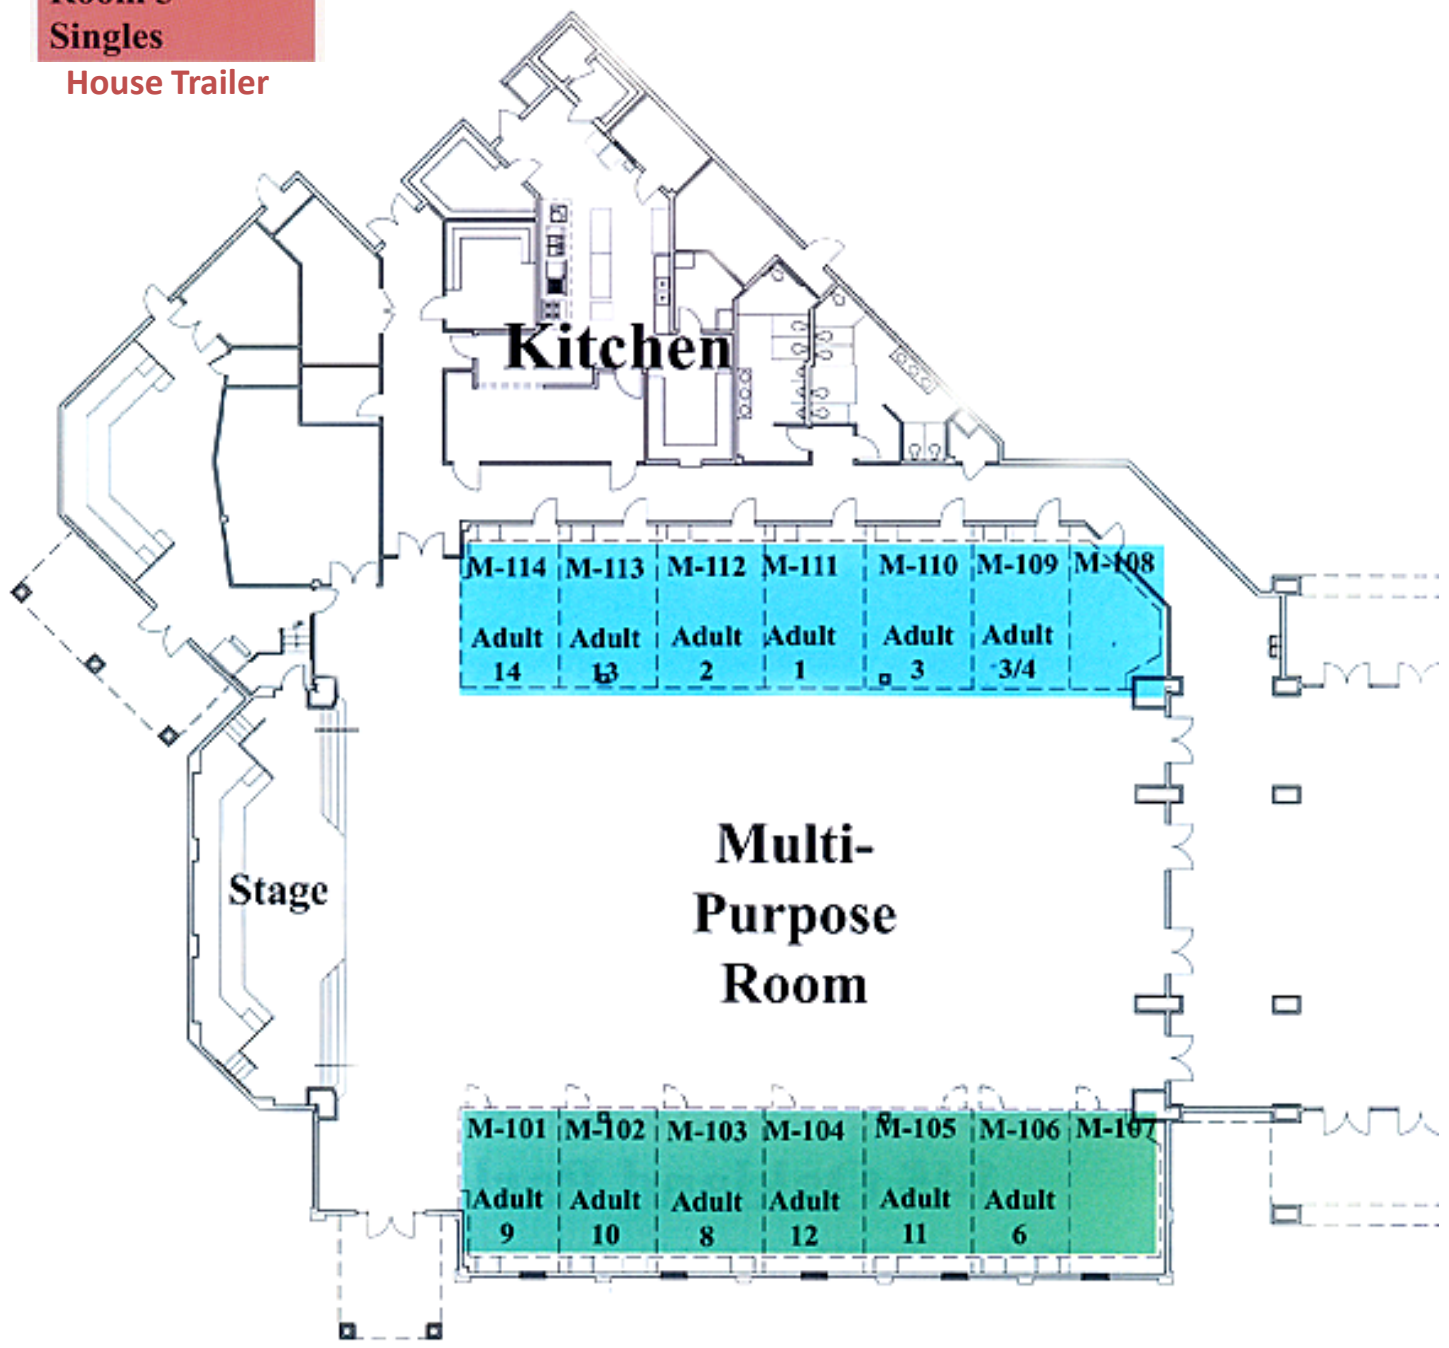 Room 3
Singles
House Trailer
Kitchen
M-114 M-113 M-112 M-111 M-110 M-109 M-108
Adult Adult Adult Adult Adult Adult
14 13 2 1 3 3/4
Multi-
Purpose
Room
Stage
M-101 M-102 M-103 M-104 M-105 M-106 M-107
Adult Adult Adult Adult Adult Adult
9 10 8 12 11 6